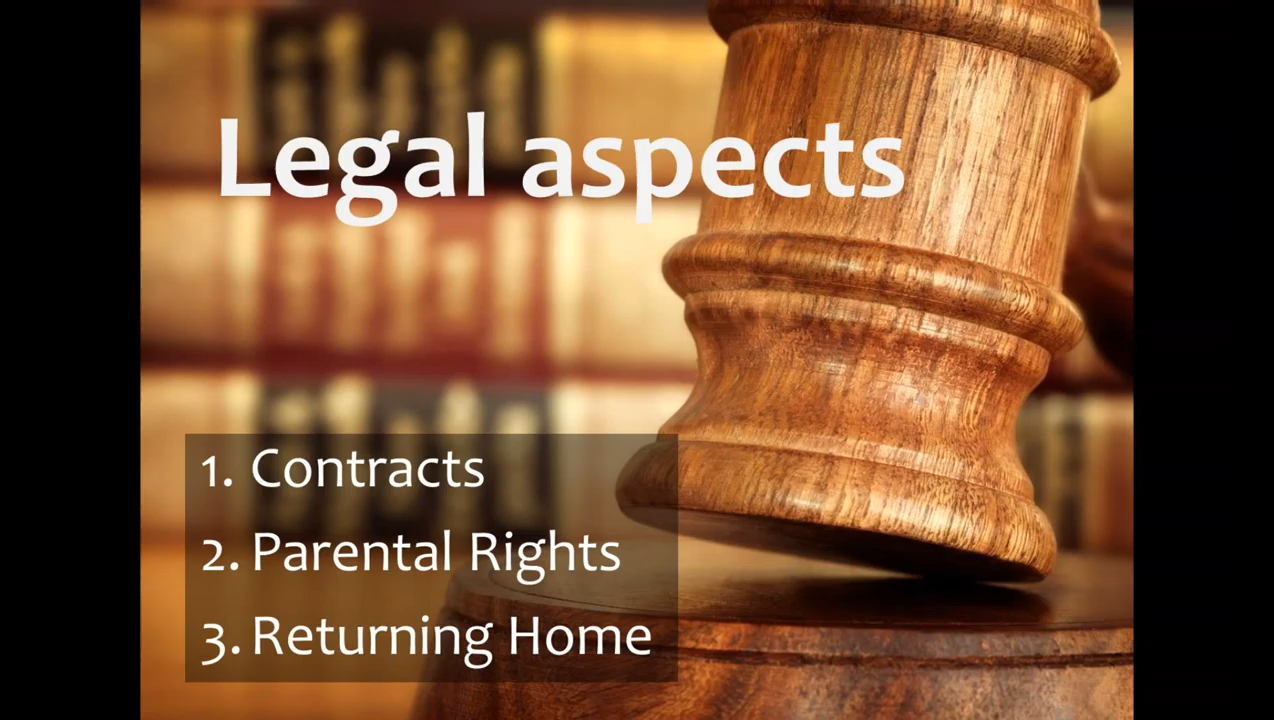 Legal aspects
1. Contracts
2. Parental Rights
3. Returning Home